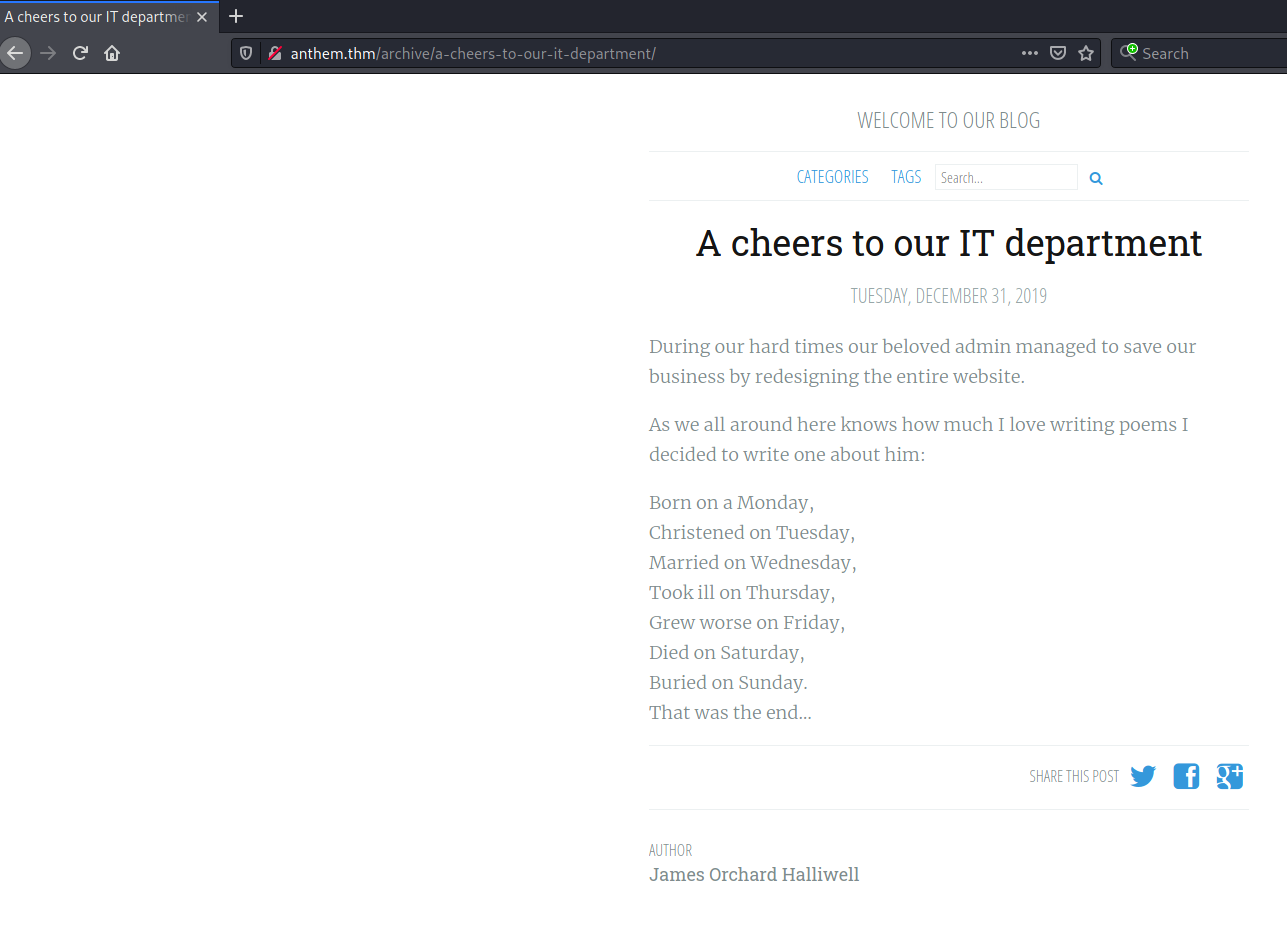 A cheers to our IT departmer
anthem.thm/archive/a-cheers-to-our-it-department/
Search
WELCOME TO OUR BLOG
CATEGORIES TAGS Search...
A cheers to our IT department
TUESDAY, DECEMBER 31, 2019
During our hard times our beloved admin managed to save our
business by redesigning the entire website.
As we all around here knows how much I love writing poems I
decided to write one about him:
Born on a Monday,
Christened on Tuesday,
Married on Wednesday,
Took ill on Thursday,
Grew worse on Friday,
Died on Saturday,
Buried on Sunday.
That was the end…
SHARE THIS POST
AUTHOR
James Orchard Halliwell